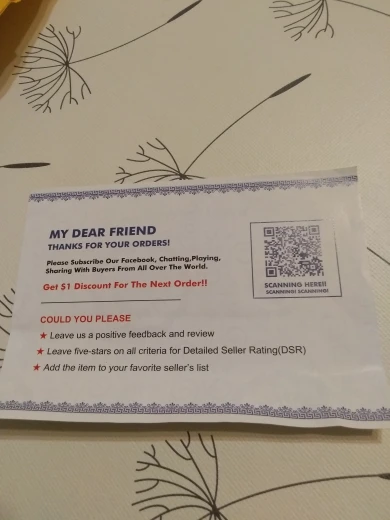 MY DEAR FRIEND
THANKS FOR YOUR ORDERS!
Please Subscribe Our Facebook, Chatting,Playing,
Sharing With Buyers From All Over The World.
Get $1 Discount For The Next Order!!
SCANNING HERE!!
SCANNING! SCANNING!
COULD YOU PLEASE
★ Leave us a positive feedback and review
★ Leave five-stars on all criteria for Detailed Seller Rating(DSR)
★ Add the item to your favorite seller's list